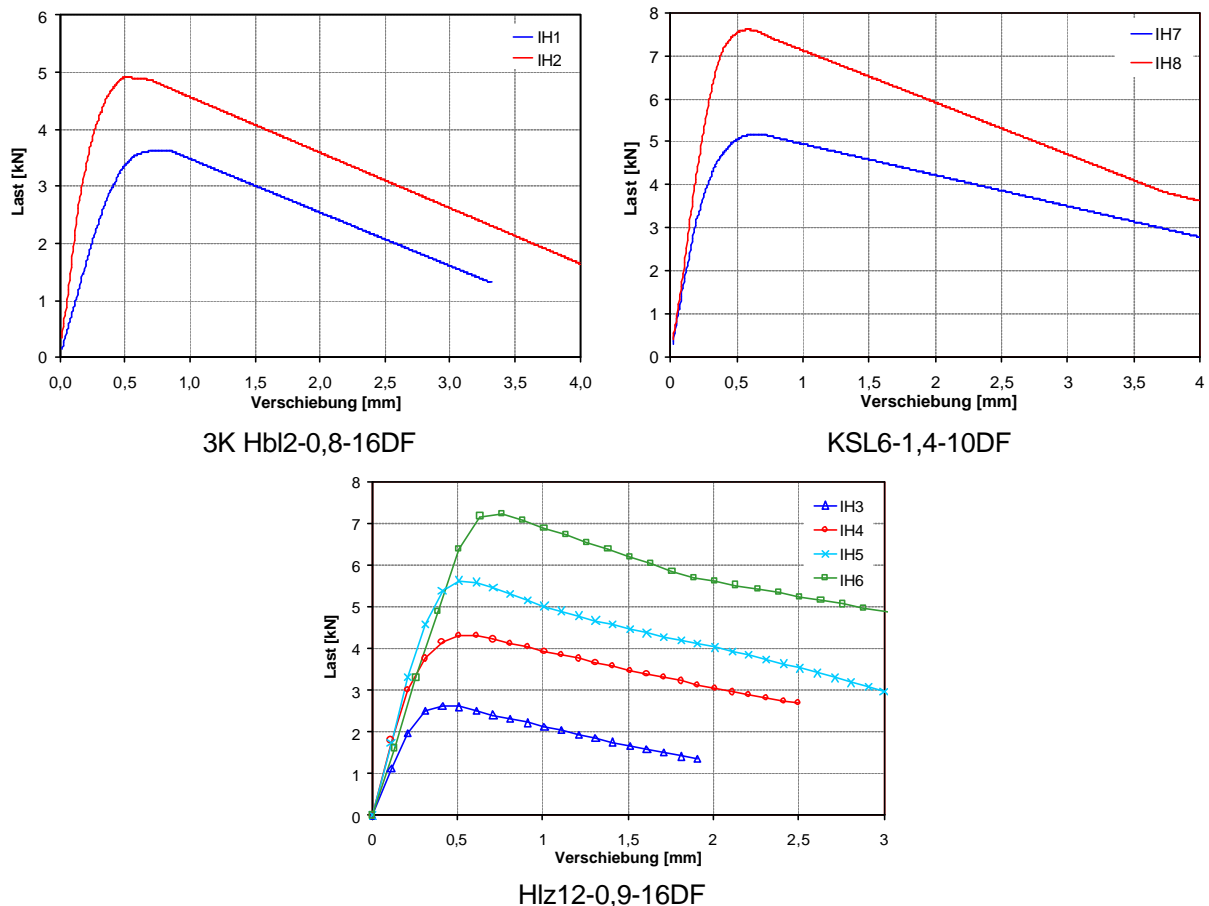 6
5
4
3
2
1
0
Last [kN]
IH1
IH2
0,0 0,5 1,0 1,5 2,0 2,5 3,0 3,5 4,0
Verschiebung [mm]
3K Hbl2-0,8-16DF
8
7
6
5
4
3
2
1
0
Last [kN]
IH7
IH8
0 0,5 1 1,5 2 2,5 3 3,5 4
Verschiebung [mm]
KSL6-1,4-10DF
8
7
6
5
4
3
2
1
0
Last [kN]
IH3
IH4
IH5
IH6
0 0,5 1 1,5 2 2,5 3
Verschiebung [mm]
Hlz12-0,9-16DF